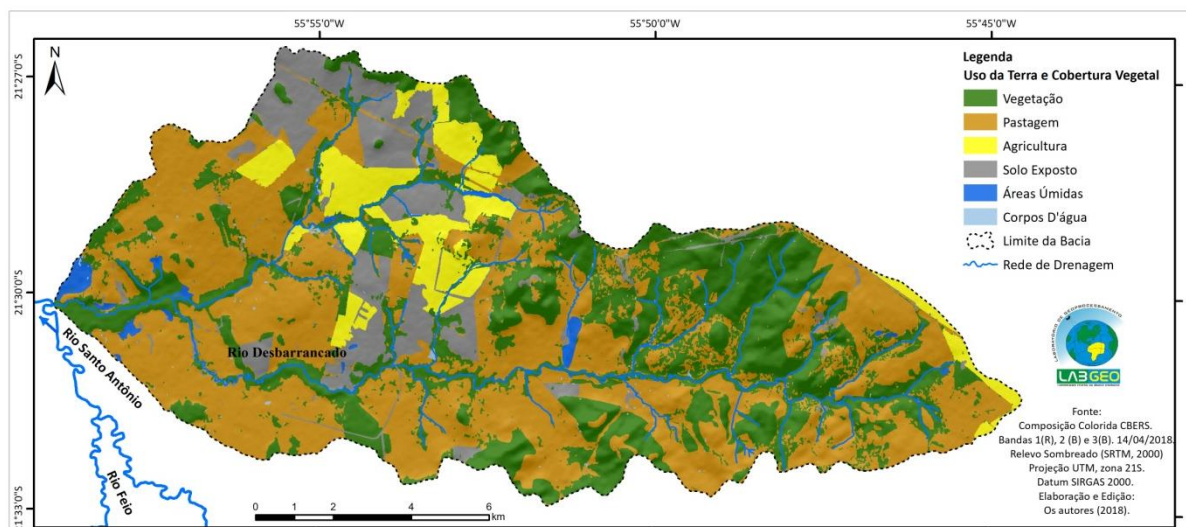 55°55'0"W
55°50'0"W
55°45'0"W
21°27'0"S
21°30'0"S
21°33'0"S
N
Legenda
Uso da Terra e Cobertura Vegetal
Vegetação
Pastagem
Agricultura
Solo Exposto
Áreas Úmidas
Corpos D'água
Limite da Bacia
Rede de Drenagem
Rio Desbarrancado
Rio Santo Antônio
Rio Feio
0 1 2 4 6
km
LABORATÓRIO DE GEOPROCESSAMENTO
LABGEO
Fonte:
Composição Colorida CBERS.
Bandas 1(R), 2 (B) e 3(B). 14/04/2018.
Relevo Sombreado (SRTM, 2000)
Projeção UTM, zona 21S.
Datum SIRGAS 2000.
Elaboração e Edição:
Os autores (2018).